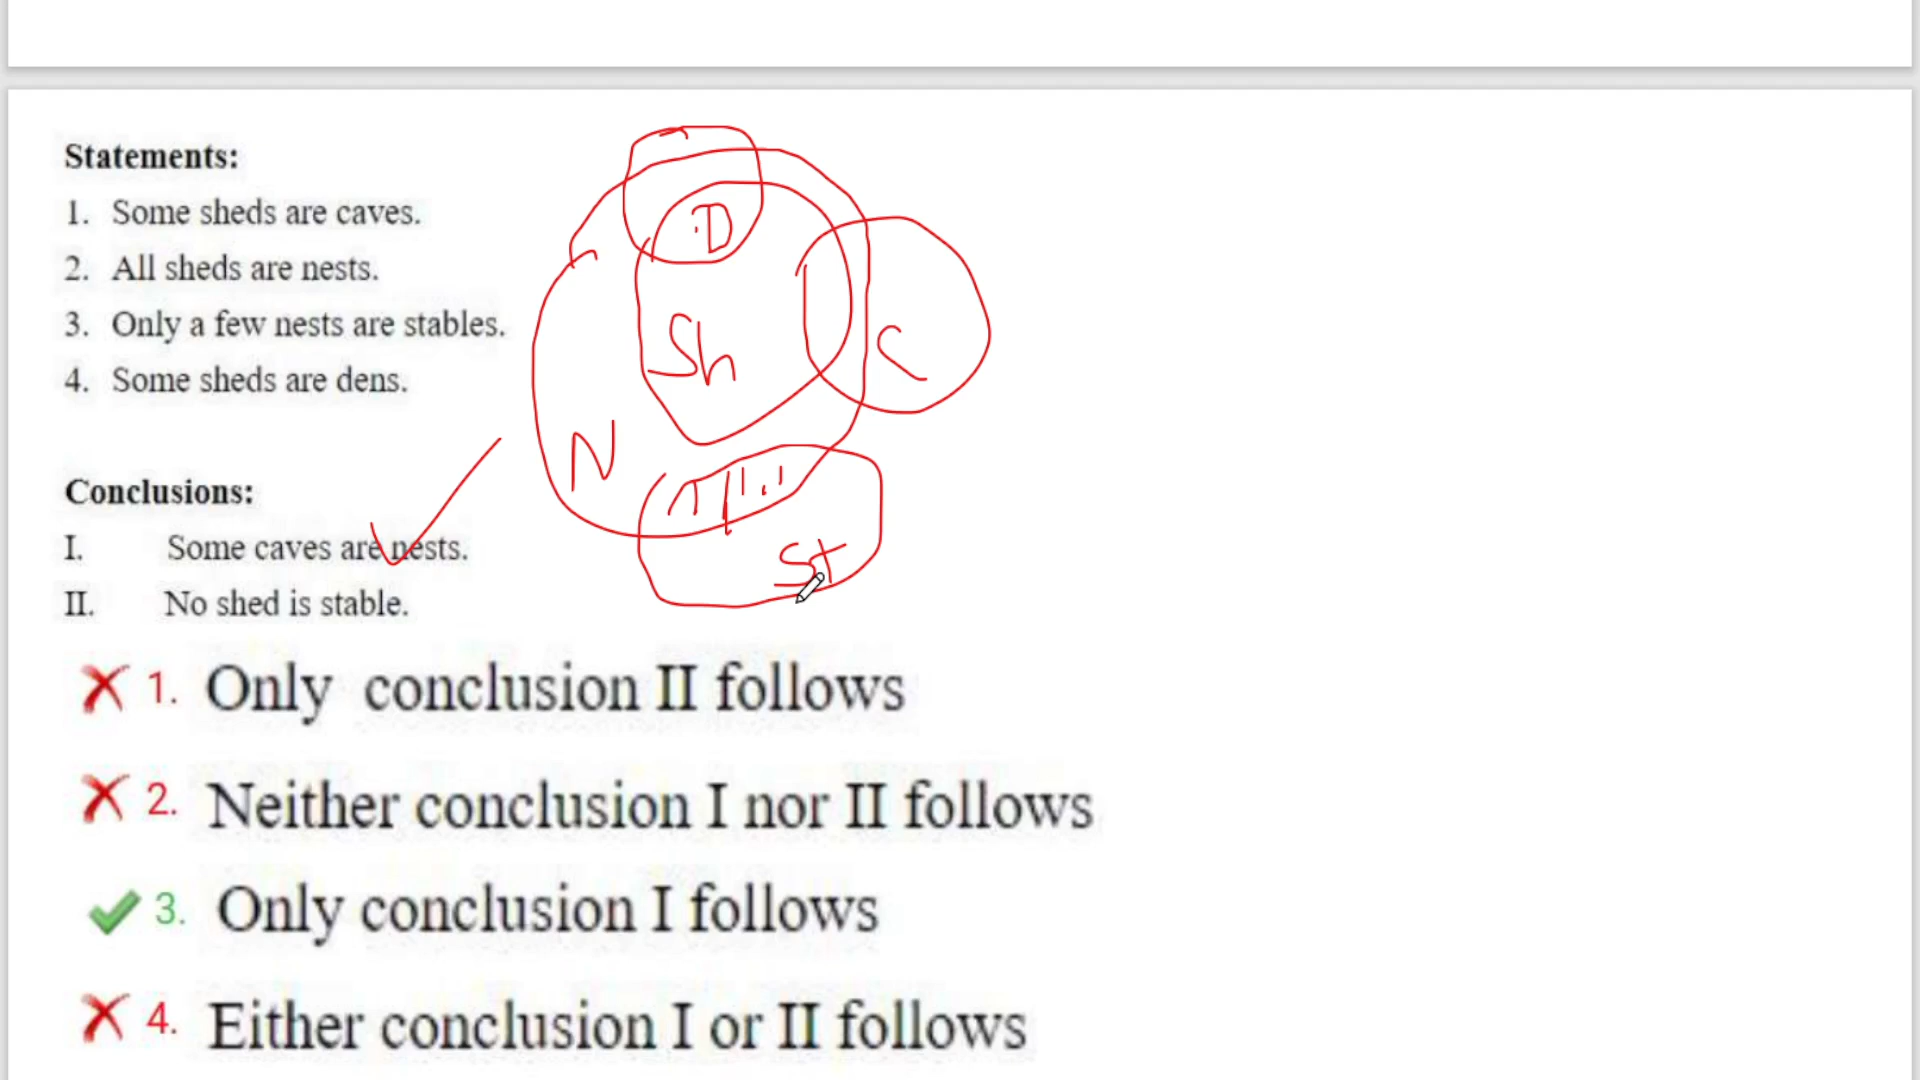 Statements:
1. Some sheds are caves.
2. All sheds are nests.
3. Only a few nests are stables.
4. Some sheds are dens.
D
Sh
C
N
St
Conclusions:
I. Some caves are nests.
II. No shed is stable.
1. Only conclusion II follows
2. Neither conclusion I nor II follows
3. Only conclusion I follows
4. Either conclusion I or II follows